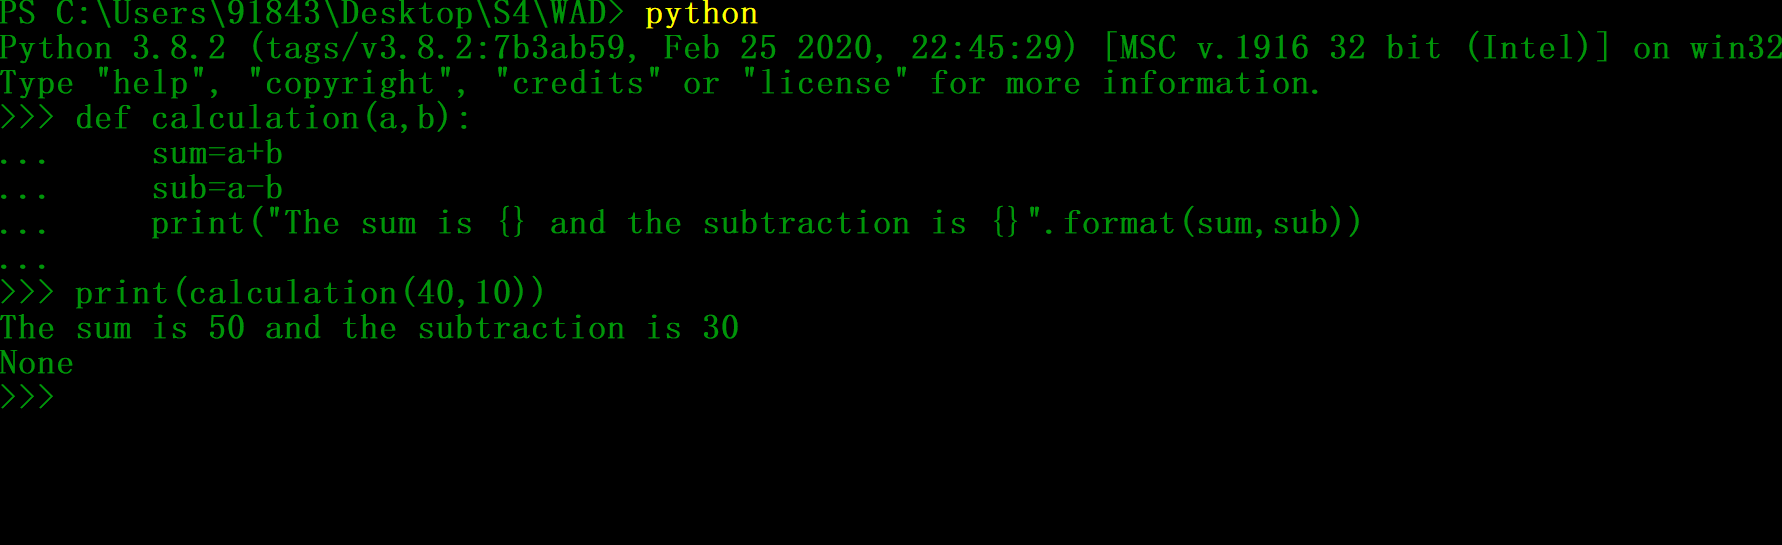 PS C:\Users\91843\Desktop\S4\WAD> python
Python 3.8.2 (tags/v3.8.2:7b3ab59, Feb 25 2020, 22:45:29) [MSC v.1916 32 bit (Intel)] on win32
Type "help", "copyright", "credits" or "license" for more information.
>>> def calculation(a,b):
...     sum=a+b
...     sub=a-b
...     print("The sum is {} and the subtraction is {}".format(sum,sub))
...
>>> print(calculation(40,10))
The sum is 50 and the subtraction is 30
None
>>>